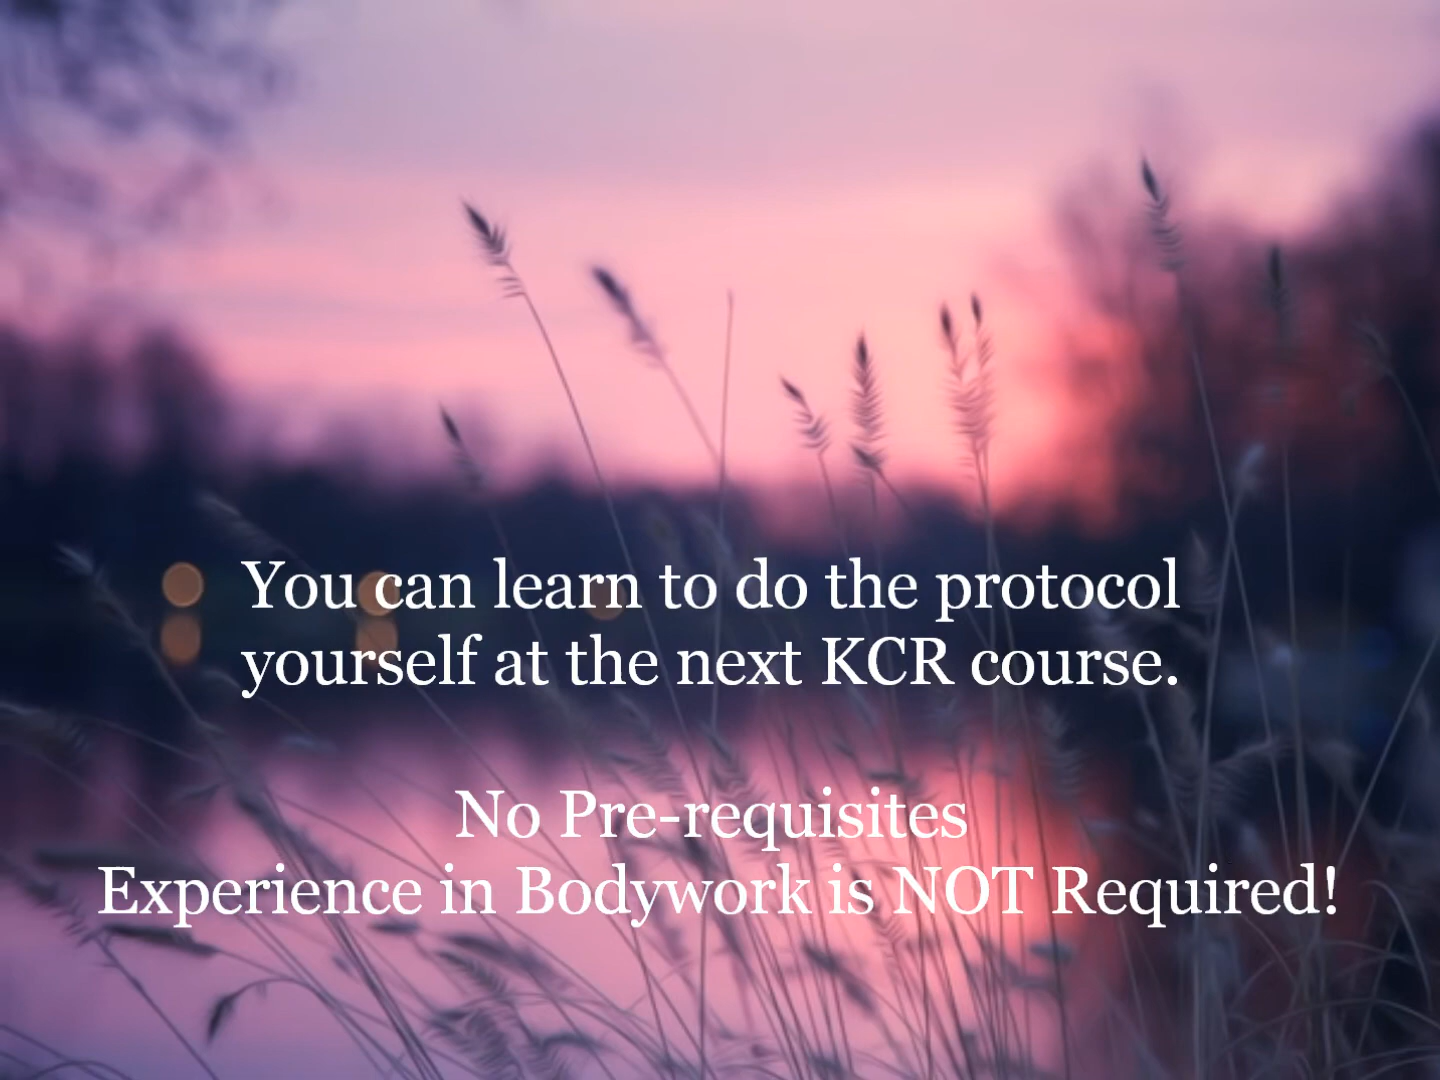 You can learn to do the protocol
yourself at the next KCR course.
No Pre-requisites
Experience in Bodywork is NOT Required!